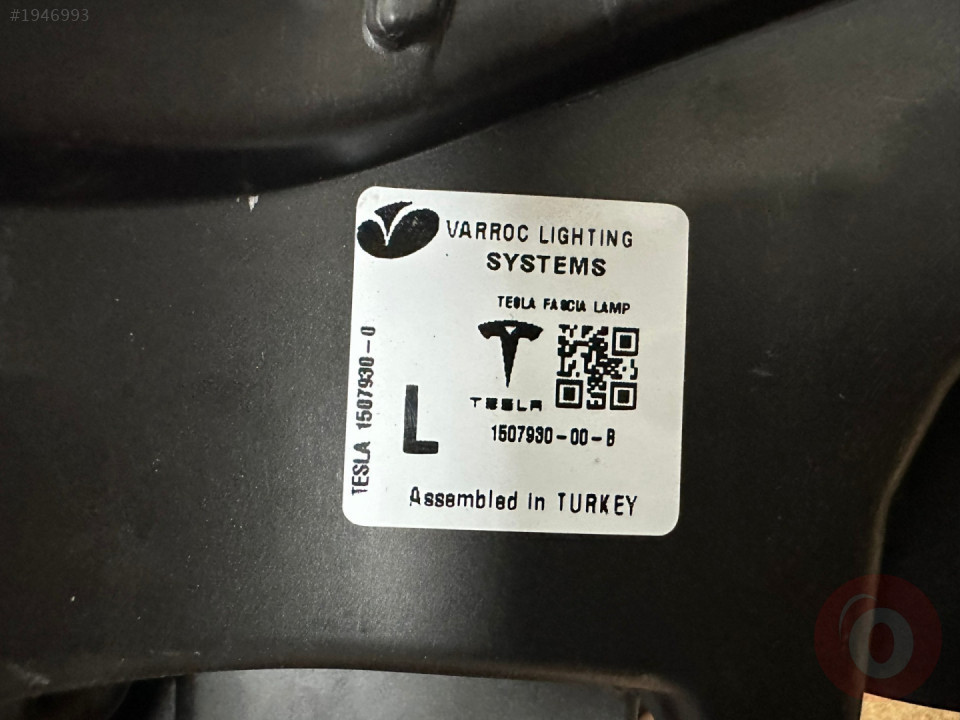 #1946993
VARROC LIGHTING
SYSTEMS
TESLA FASCIA LAMP
TESLA
1507930-00-B
L
TESLA 1507930-0
Assembled in TURKEY